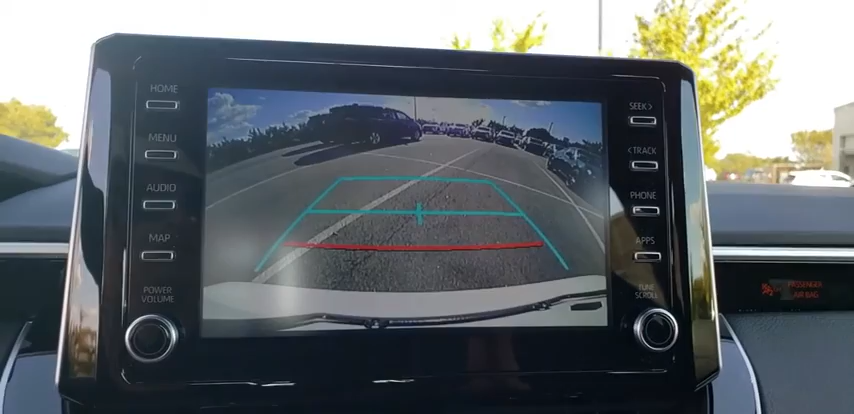 HOME
MENU
AUDIO
MAP
POWER
VOLUME
SEEK>
<TRACK
PHONE
APPS
TUNE
SCROLL
PASSENGER
AIR BAG